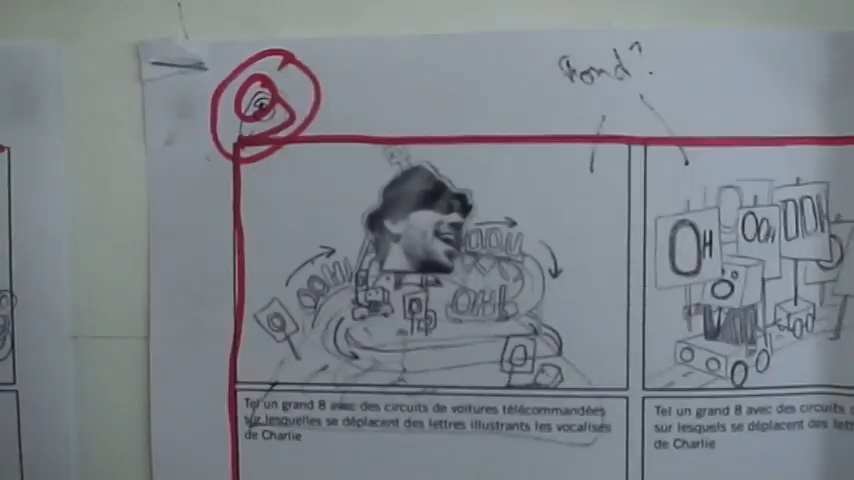 Fond?
OOHHH
OOH
OH!
O
O
O
OH
OOH
OOH
O
Tel un grand 8 avec des circuits de voitures télécommandées
sur lesquelles se déplacent des lettres illustrants les vocalises
de Charlie
Tel un grand 8 avec des circuits
sur lesquels se déplacent des
de Charlie